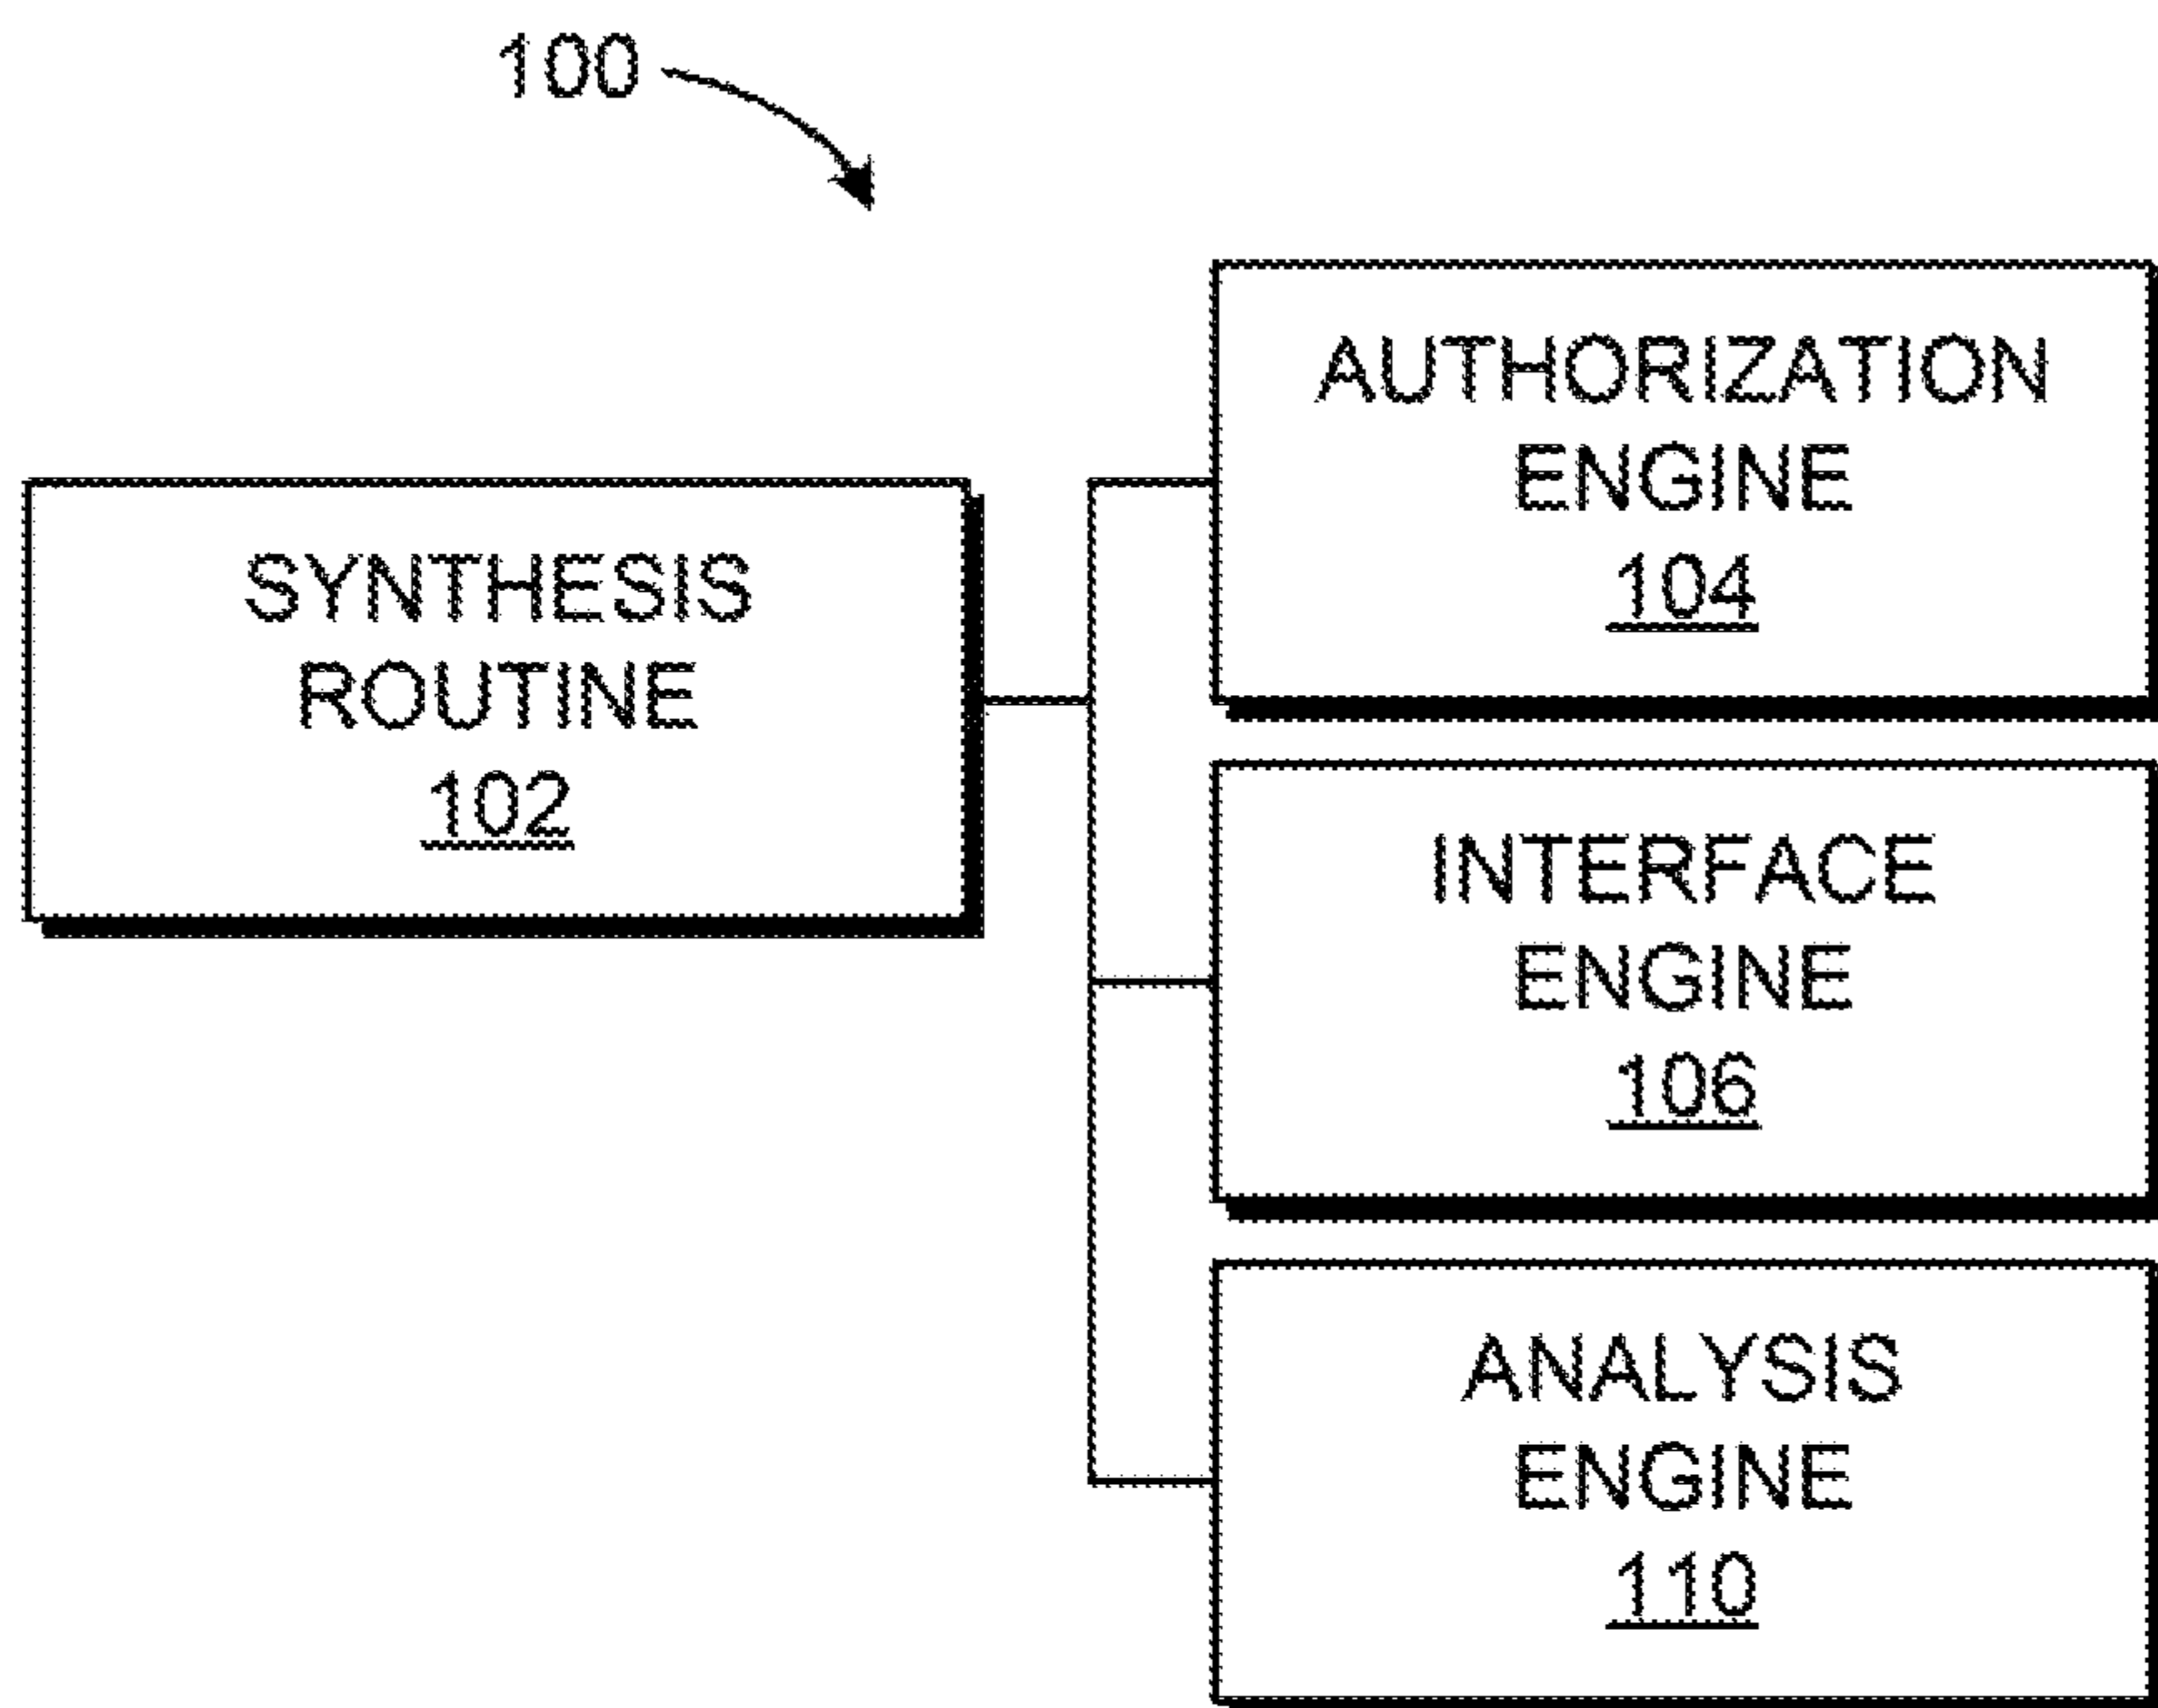 100
SYNTHESIS
ROUTINE
102
AUTHORIZATION
ENGINE
104
INTERFACE
ENGINE
106
ANALYSIS
ENGINE
110